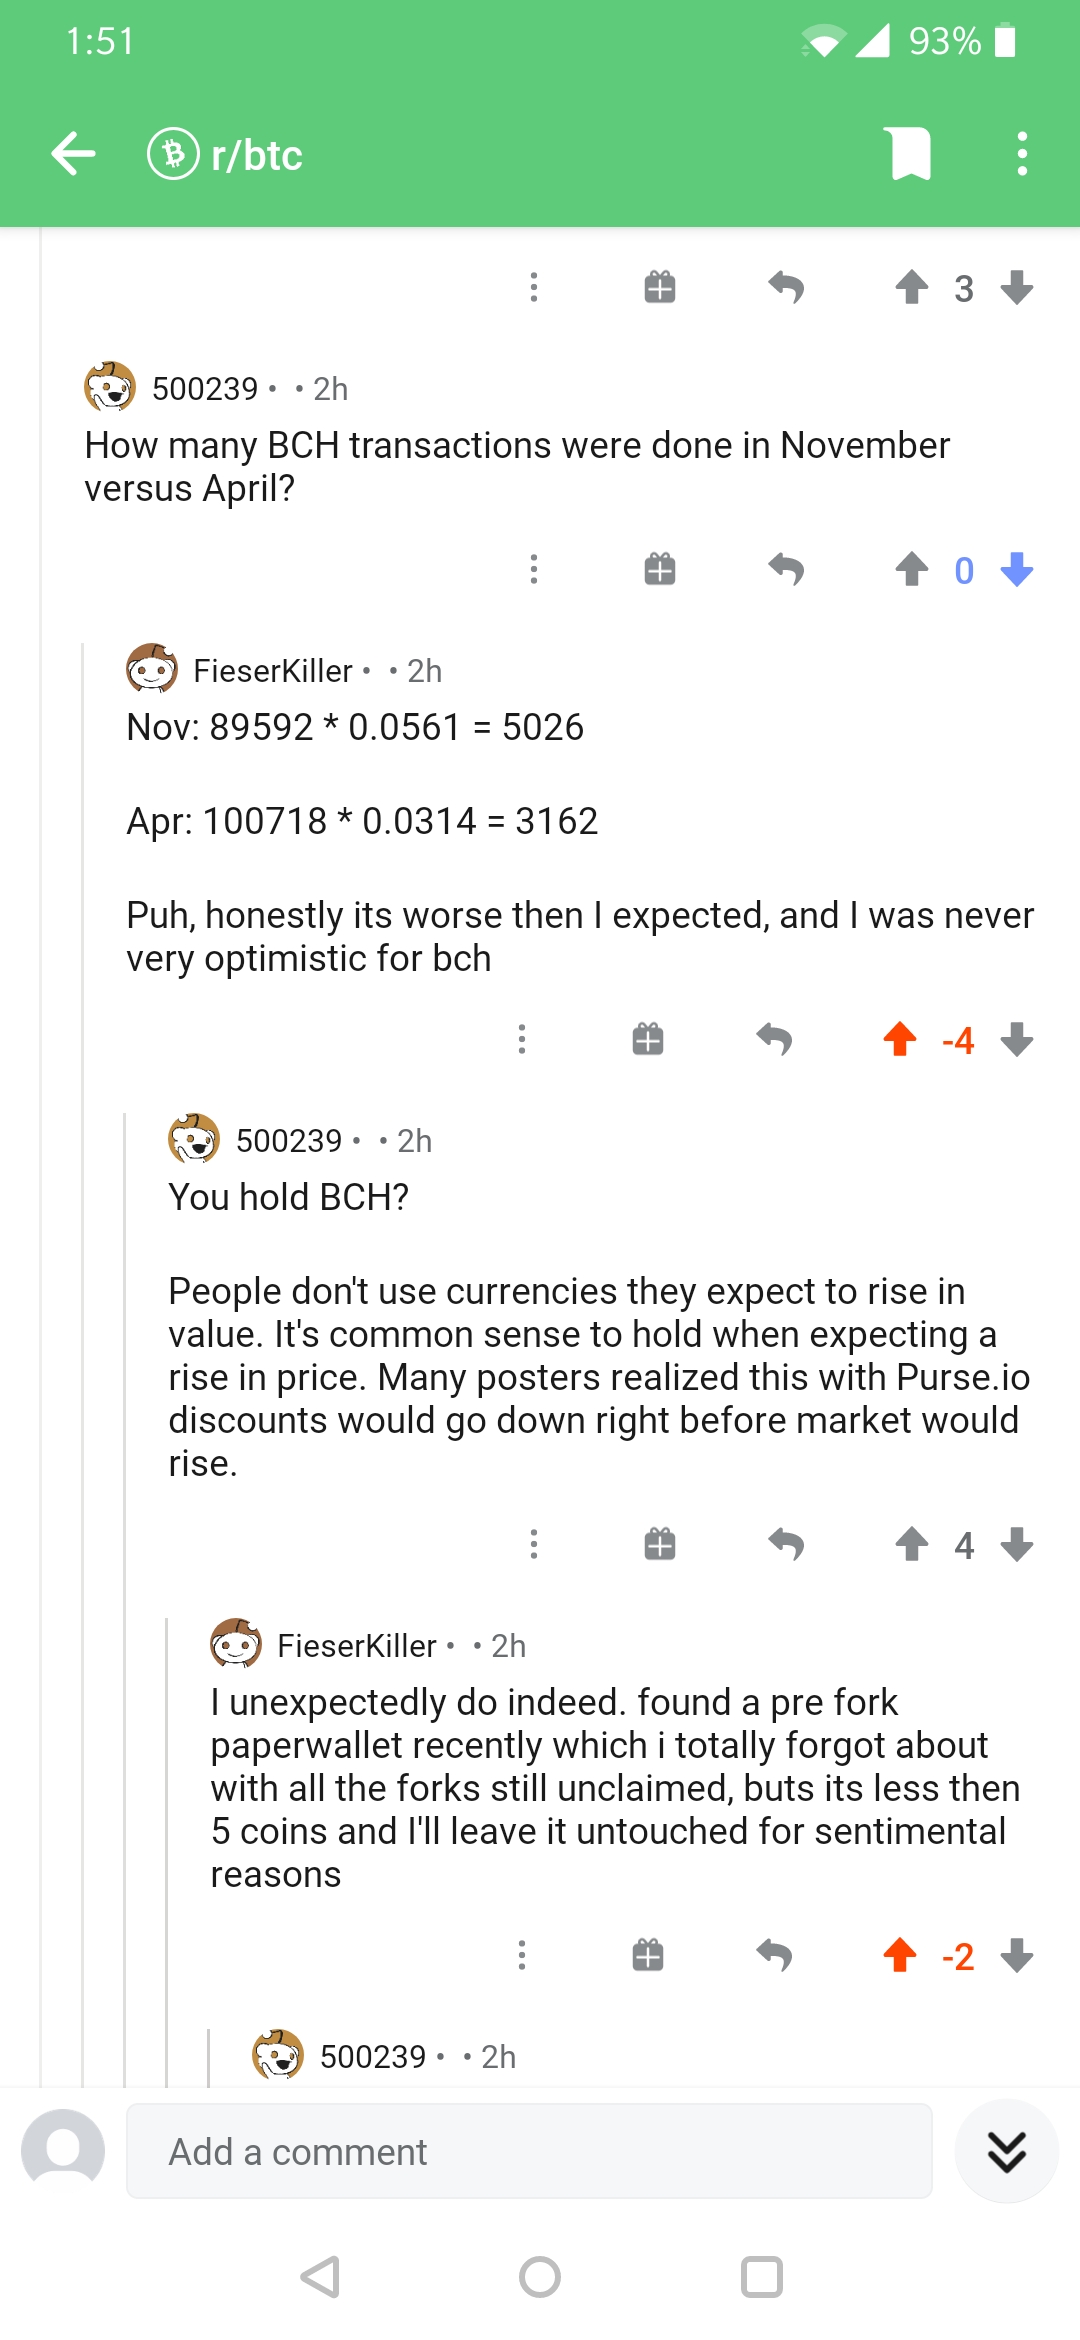 1:51
93%
r/btc
3
500239 • • 2h
How many BCH transactions were done in November
versus April?
0
FieserKiller • • 2h
Nov: 89592 * 0.0561 = 5026
Apr: 100718 * 0.0314 = 3162
Puh, honestly its worse then I expected, and I was never
very optimistic for bch
-4
500239 • • 2h
You hold BCH?
People don't use currencies they expect to rise in
value. It's common sense to hold when expecting a
rise in price. Many posters realized this with Purse.io
discounts would go down right before market would
rise.
4
FieserKiller • • 2h
I unexpectedly do indeed. found a pre fork
paperwallet recently which i totally forgot about
with all the forks still unclaimed, buts its less then
5 coins and I'll leave it untouched for sentimental
reasons
-2
500239 • • 2h
Add a comment